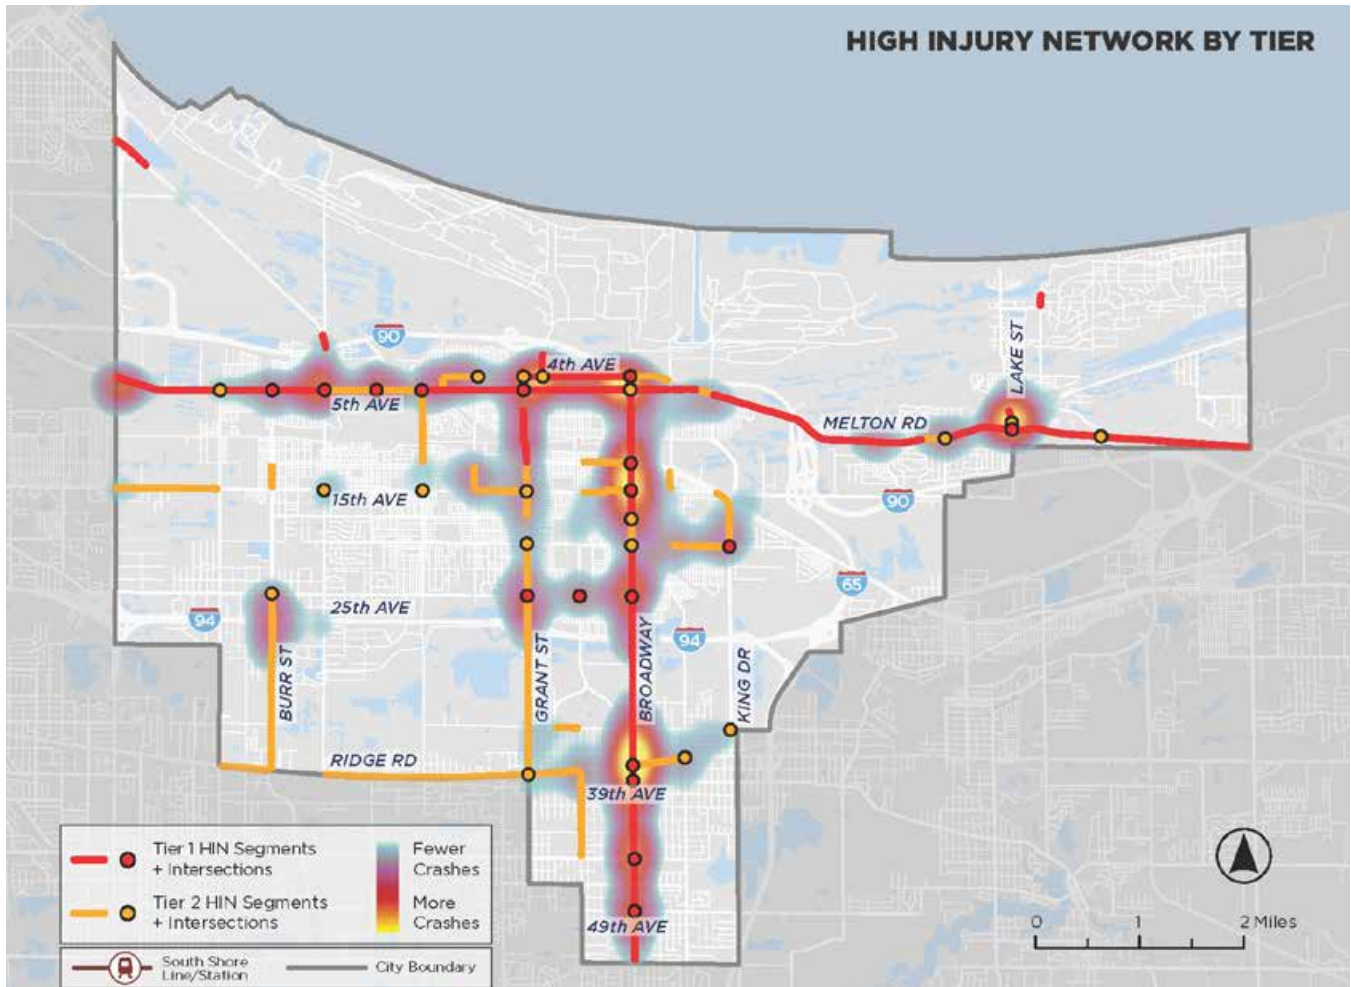 HIGH INJURY NETWORK BY TIER
90
4th AVE
5th AVE
LAKE ST
MELTON RD
15th AVE
90
65
25th AVE
94
94
BURR ST
GRANT ST
BROADWAY
KING DR
RIDGE RD
39th AVE
49th AVE
Tier 1 HIN Segments
+ Intersections
Tier 2 HIN Segments
+ Intersections
Fewer
Crashes
More
Crashes
South Shore
Line/Station
City Boundary
0 1 2 Miles